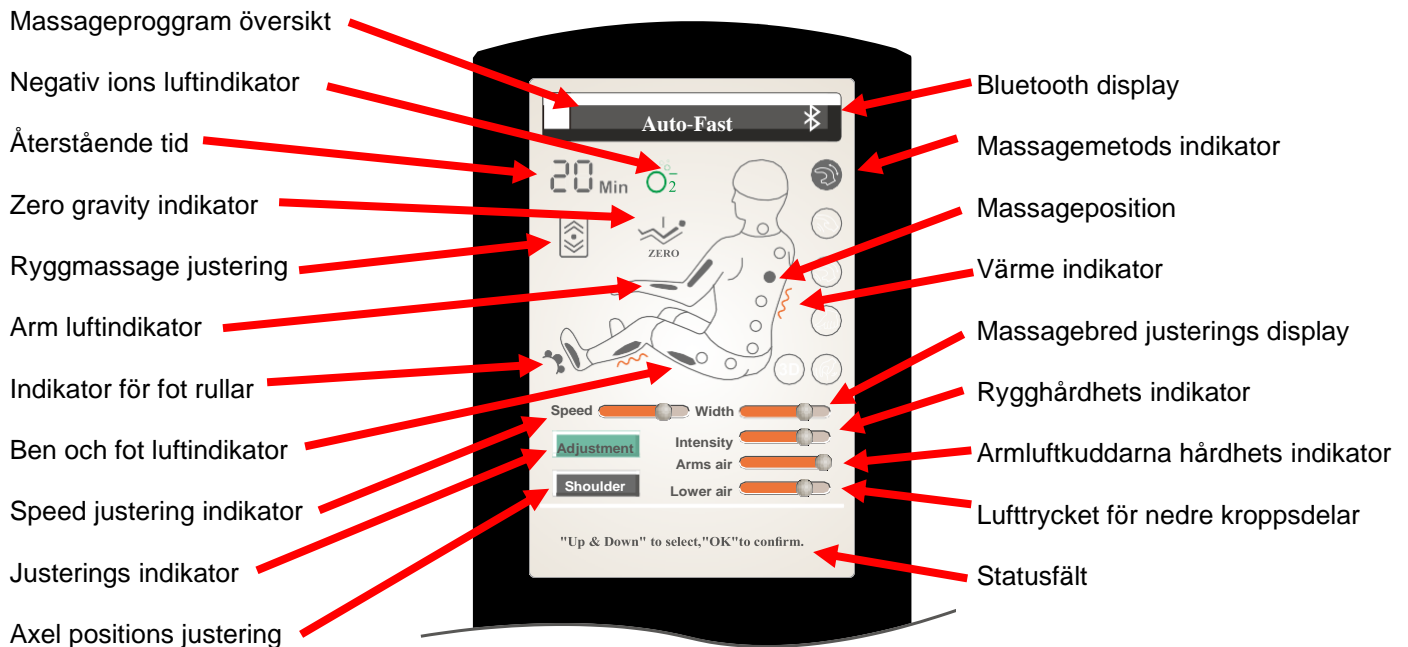 Massageproggram översikt
Negativ ions luftindikator
Återstående tid
Zero gravity indikator
Ryggmassage justering
Arm luftindikator
Indikator för fot rullar
Ben och fot luftindikator
Speed justering indikator
Justerings indikator
Axel positions justering
Auto-Fast
20 Min
O2-
ZERO
3D
Speed
Width
Adjustment
Intensity
Arms air
Shoulder
Lower air
"Up & Down" to select,"OK"to confirm.
Bluetooth display
Massagemetods indikator
Massageposition
Värme indikator
Massagebred justerings display
Rygghårdhets indikator
Armluftkuddarna hårdhets indikator
Lufttrycket för nedre kroppsdelar
Statusfält